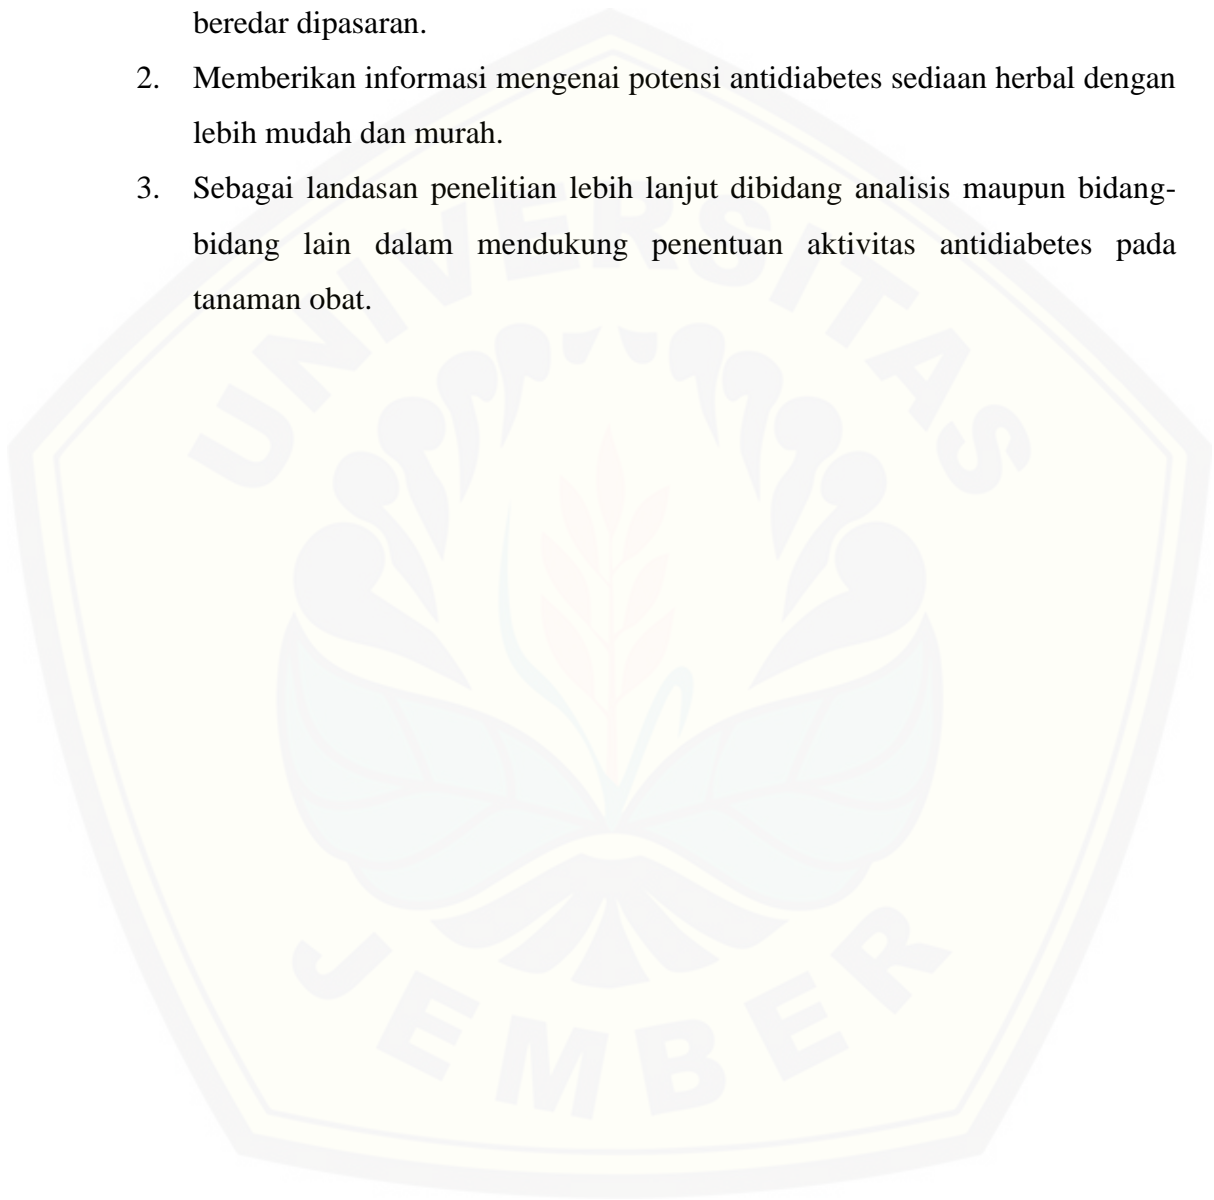 beredar dipasaran.
2. Memberikan informasi mengenai potensi antidiabetes sediaan herbal dengan
lebih mudah dan murah.
3. Sebagai landasan penelitian lebih lanjut dibidang analisis maupun bidang-
bidang lain dalam mendukung penentuan aktivitas antidiabetes pada
tanaman obat.
UNIVERSITAS
JEMBER